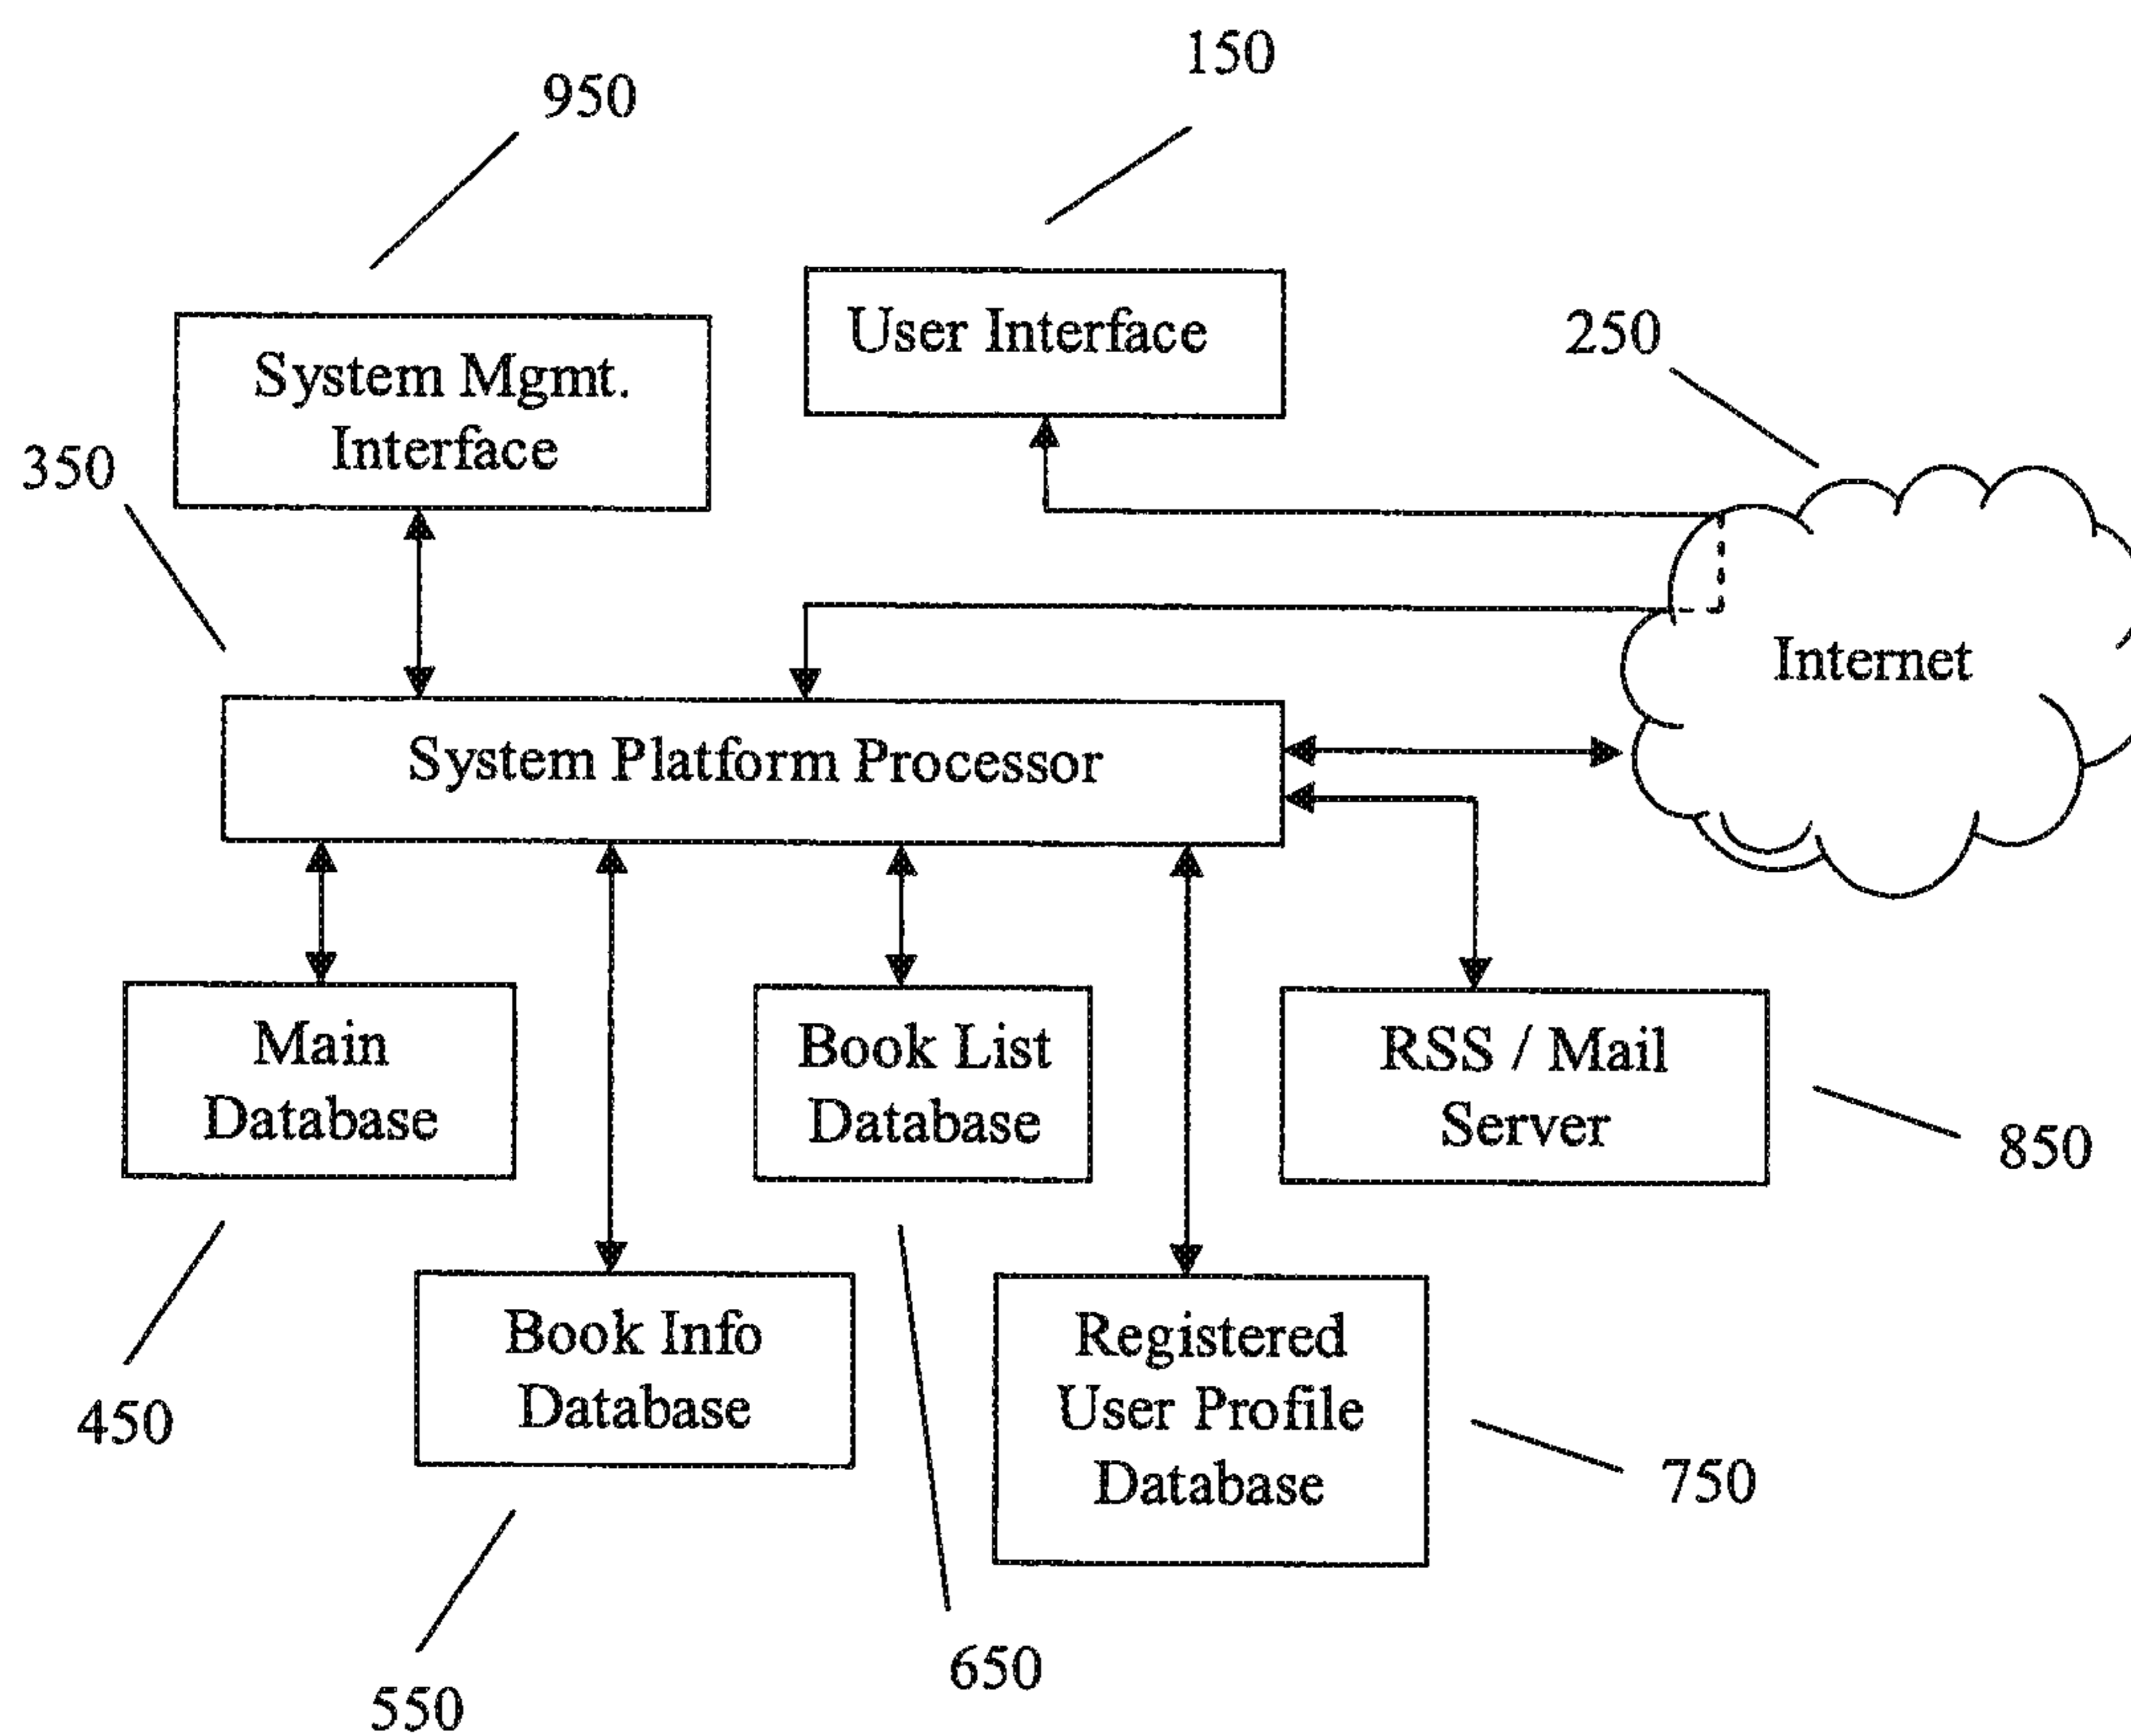 150
950
User Interface
250
System Mgmt.
Interface
350
Internet
System Platform Processor
Main
Database
Book List
Database
RSS / Mail
Server
850
Book Info
Database
Registered
User Profile
Database
450
750
650
550